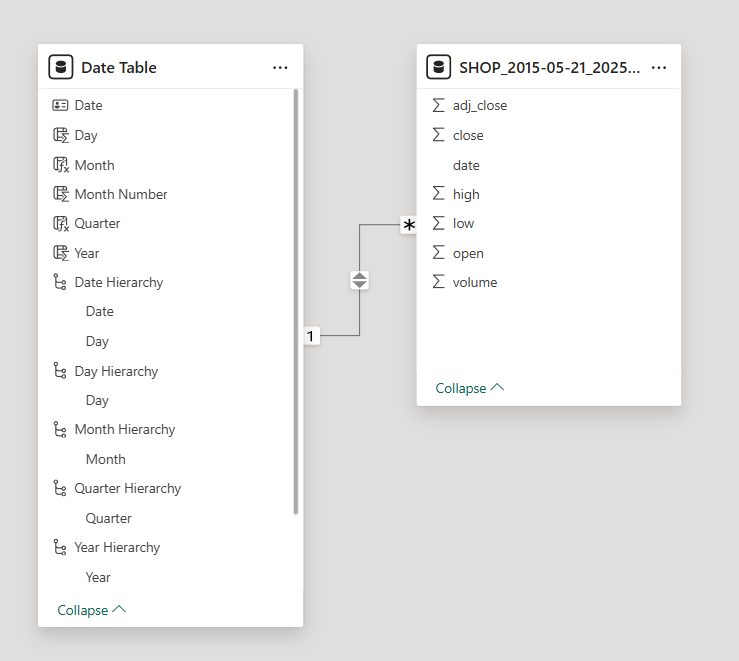 Date Table
Date
Day
Month
Month Number
Quarter
Year
Date Hierarchy
Date
Day
Day Hierarchy
Day
Month Hierarchy
Month
Quarter Hierarchy
Quarter
Year Hierarchy
Year
Collapse
1
*
SHOP_2015-05-21_2025...
adj_close
close
date
high
low
open
volume
Collapse